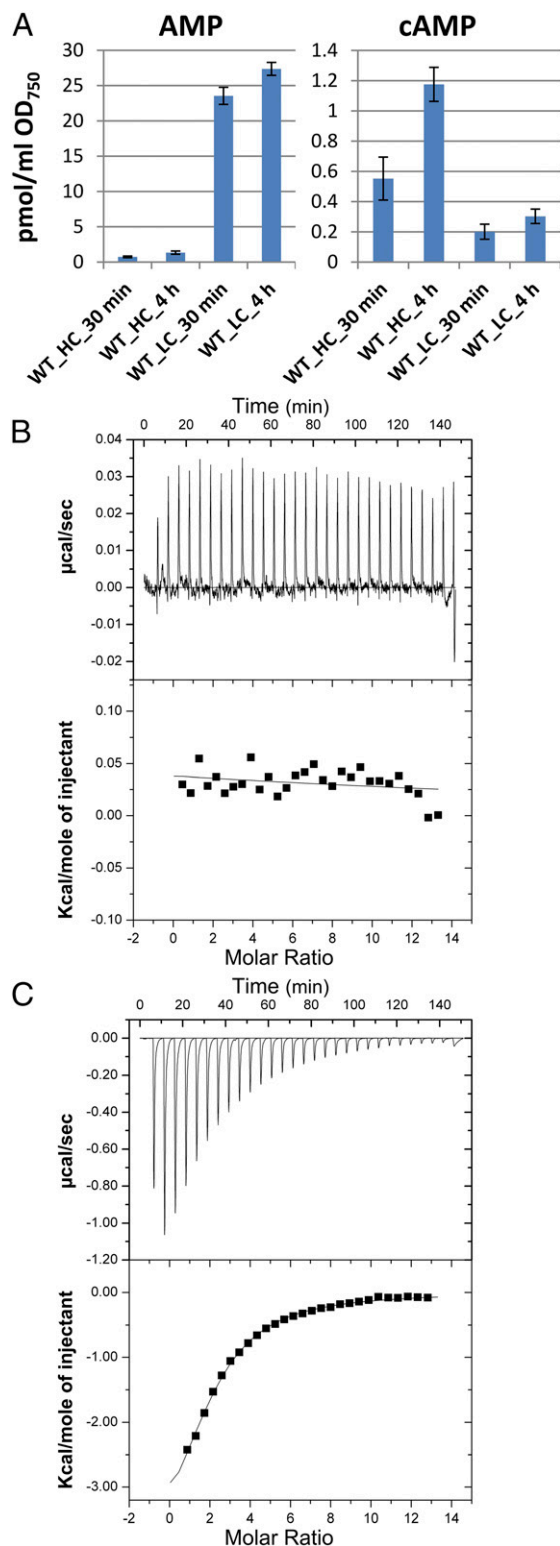 A
AMP
cAMP
pmol/ml OD750
30
25
20
15
10
5
0
1.4
1.2
1
0.8
0.6
0.4
0.2
0
WT_HC_30 min
WT_HC_4 h
WT_LC_30 min
WT_LC_4 h
WT_HC_30 min
WT_HC_4 h
WT_LC_30 min
WT_LC_4 h
B
Time (min)
0 20 40 60 80 100 120 140
µcal/sec
0.04
0.03
0.02
0.01
0.00
-0.01
-0.02
Kcal/mole of injectant
0.10
0.05
0.00
-0.05
-0.10
-2 0 2 4 6 8 10 12 14
Molar Ratio
C
Time (min)
0 20 40 60 80 100 120 140
µcal/sec
0.00
-0.20
-0.40
-0.60
-0.80
-1.00
-1.20
Kcal/mole of injectant
0.00
-1.00
-2.00
-3.00
-2 0 2 4 6 8 10 12 14
Molar Ratio